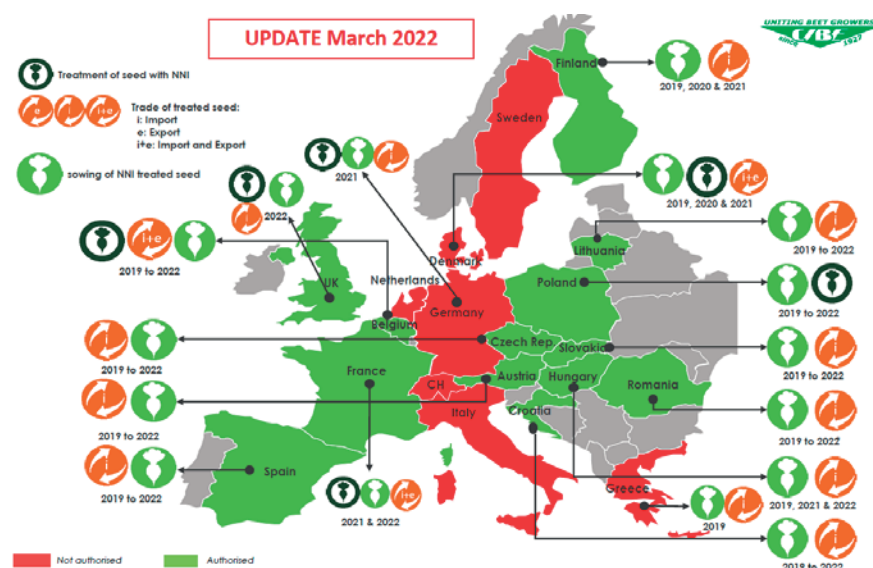 UPDATE March 2022
UNITING BEET GROWERS
since CIBE 1927
Treatment of seed with NNI
Trade of treated seed:
i: Import
e: Export
i+e: Import and Export
e i i+e
sowing of NNI treated seed
Finland
2019, 2020 & 2021
Sweden
2021
i+e
2019, 2020 & 2021
2022
i+e
2019 to 2022
Denmark
Lithuania
2019 to 2022
Netherlands
UK
Poland
Germany
2019 to 2022
Belgium
Czech Rep.
Slovakia
2019 to 2022
2019 to 2022
France
Austria
Hungary
CH
Romania
Italy
Croatia
2019 to 2022
2019 to 2022
Spain
2019 to 2022
i+e
2021 & 2022
Greece
2019
2019, 2021 & 2022
2019 to 2022
Not authorised
Authorised